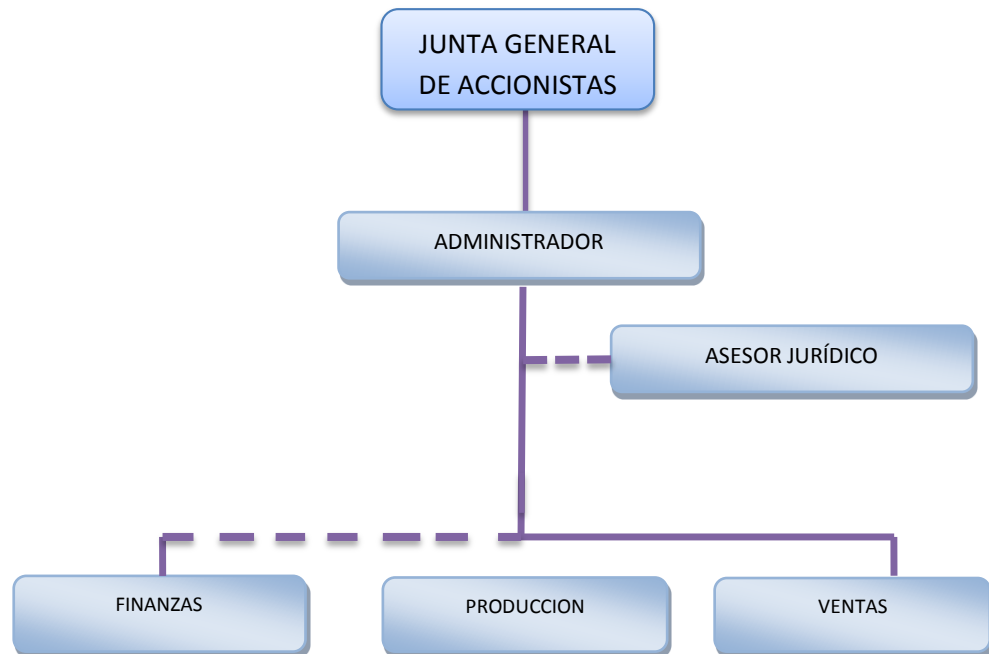 JUNTA GENERAL
DE ACCIONISTAS
ADMINISTRADOR
ASESOR JURÍDICO
FINANZAS
PRODUCCION
VENTAS